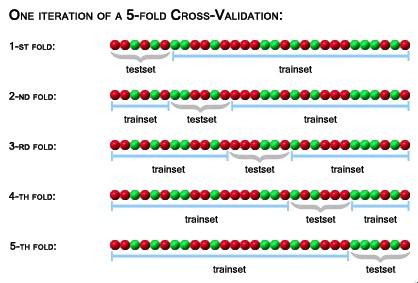 One iteration of a 5-fold Cross-Validation:
1-st fold:
testset trainset
2-nd fold:
trainset testset trainset
3-rd fold:
trainset testset trainset
4-th fold:
trainset testset trainset
5-th fold:
trainset testset